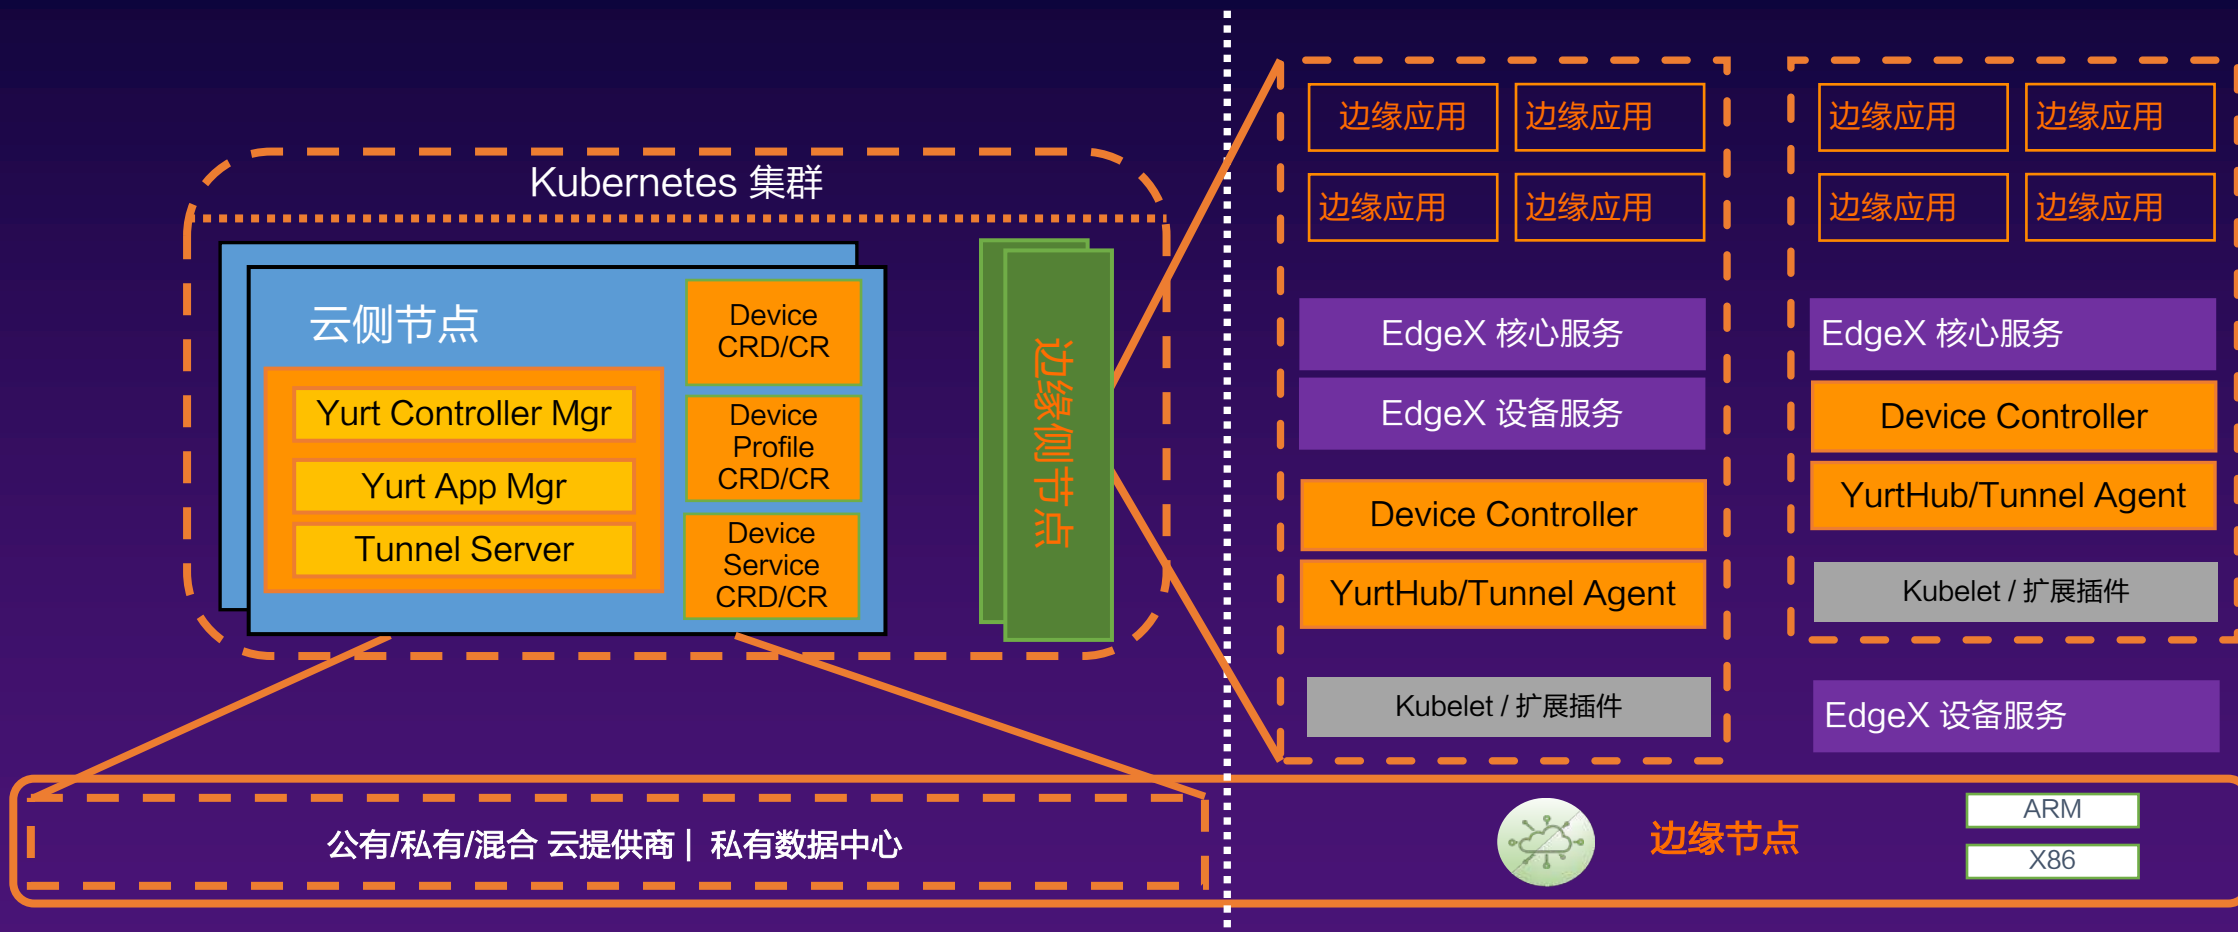 Kubernetes 集群
云侧节点
Yurt Controller Mgr
Yurt App Mgr
Tunnel Server
Device
CRD/CR
Device
Profile
CRD/CR
Device
Service
CRD/CR
边缘侧节点
公有/私有/混合 云提供商 | 私有数据中心
边缘应用
边缘应用
边缘应用
边缘应用
EdgeX 核心服务
EdgeX 设备服务
Device Controller
YurtHub/Tunnel Agent
Kubelet / 扩展插件
边缘应用
边缘应用
边缘应用
边缘应用
EdgeX 核心服务
Device Controller
YurtHub/Tunnel Agent
Kubelet / 扩展插件
EdgeX 设备服务
边缘节点
ARM
X86